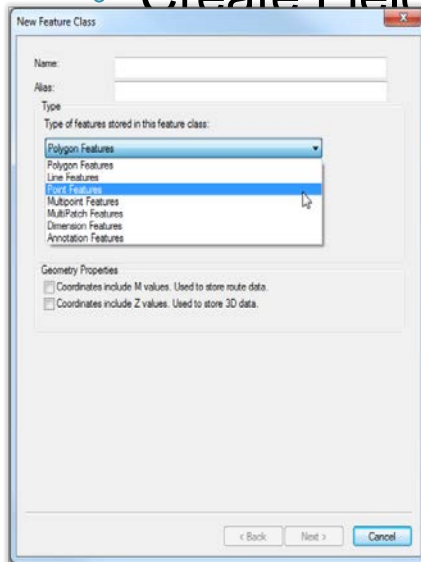 Create Field
New Feature Class
Name:
Alias:
Type
Type of features stored in this feature class:
Polygon Features
Polygon Features
Line Features
Point Features
Multipoint Features
MultiPatch Features
Dimension Features
Annotation Features
Geometry Properties
Coordinates include M values. Used to store route data.
Coordinates include Z values. Used to store 3D data.
< Back
Next >
Cancel